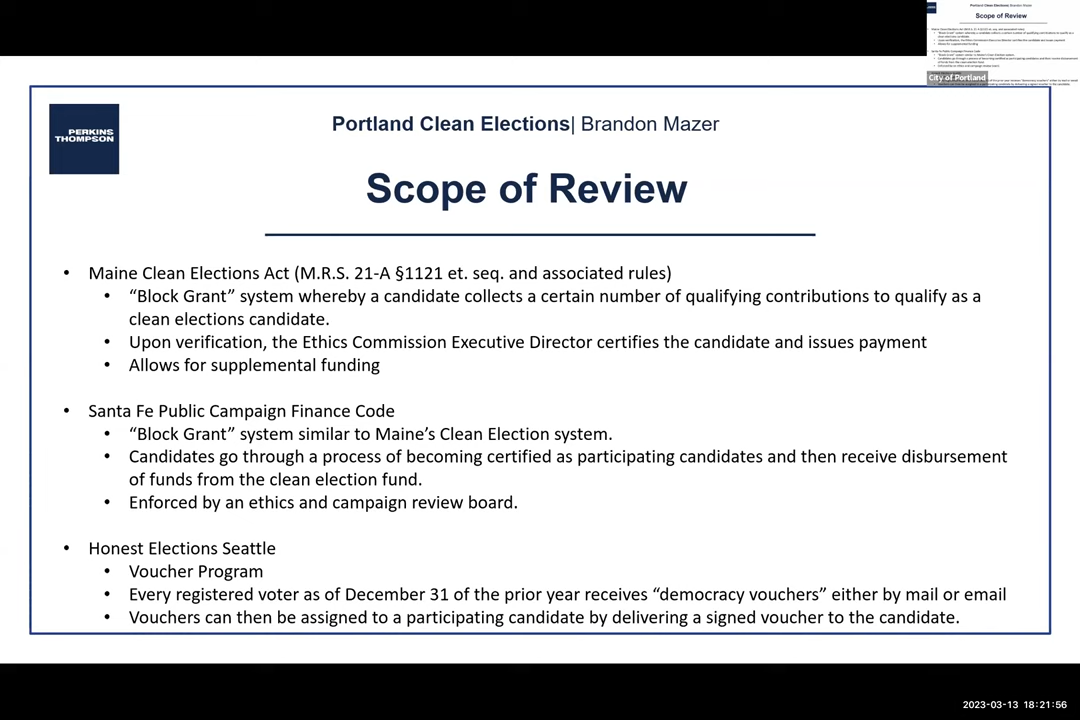 Portland Clean Elections| Brandon Mazer
Scope of Review
City of Portland
PERKINS
THOMPSON
Portland Clean Elections| Brandon Mazer
Scope of Review
• Maine Clean Elections Act (M.R.S. 21-A §1121 et. seq. and associated rules)
• “Block Grant” system whereby a candidate collects a certain number of qualifying contributions to qualify as a
clean elections candidate.
• Upon verification, the Ethics Commission Executive Director certifies the candidate and issues payment
• Allows for supplemental funding
• Santa Fe Public Campaign Finance Code
• “Block Grant” system similar to Maine’s Clean Election system.
• Candidates go through a process of becoming certified as participating candidates and then receive disbursement
of funds from the clean election fund.
• Enforced by an ethics and campaign review board.
• Honest Elections Seattle
• Voucher Program
• Every registered voter as of December 31 of the prior year receives “democracy vouchers” either by mail or email
• Vouchers can then be assigned to a participating candidate by delivering a signed voucher to the candidate.
2023-03-13 18:21:56